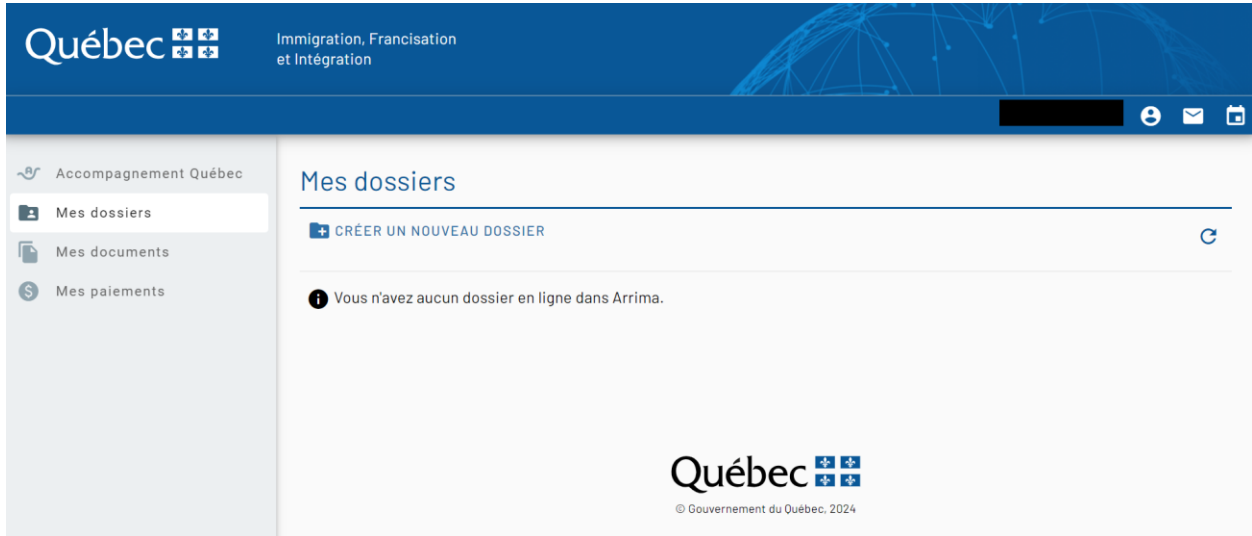 Québec
Immigration, Francisation
et Intégration
Accompagnement Québec
Mes dossiers
Mes documents
Mes paiements
Mes dossiers
CRÉER UN NOUVEAU DOSSIER
Vous n'avez aucun dossier en ligne dans Arrima.
Québec
© Gouvernement du Québec, 2024